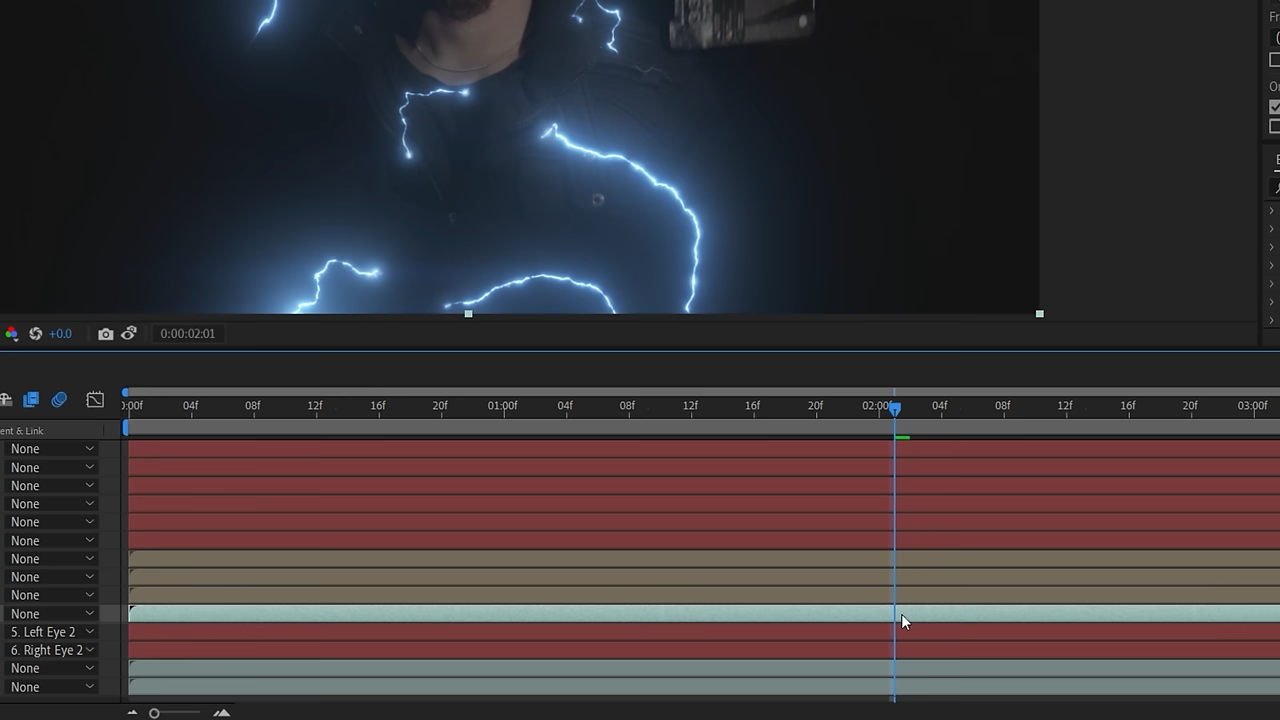 Fr
+0.0
0:00:02:01
0:00f 04f 08f 12f 16f 20f 01:00f 04f 08f 12f 16f 20f 02:00f 04f 08f 12f 16f 20f 03:00f
ent & Link
None
None
None
None
None
None
None
None
None
None
5. Left Eye 2
6. Right Eye 2
None
None